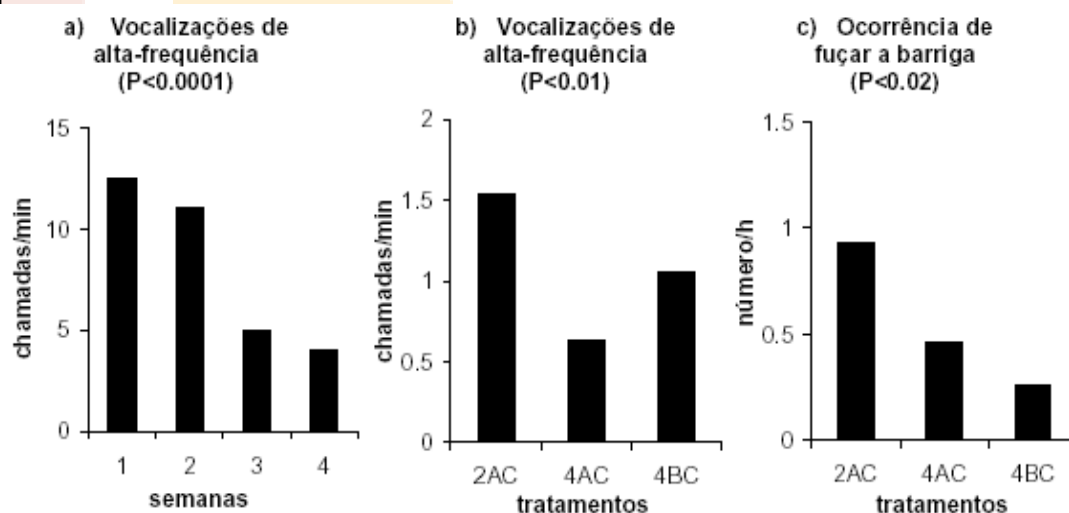 a) Vocalizações de
alta-frequência
(P<0.0001)
15
10
5
0
chamadas/min
1 2 3 4
semanas
b) Vocalizações de
alta-frequência
(P<0.01)
2
1.5
1
0.5
0
chamadas/min
2AC 4AC 4BC
tratamentos
c) Ocorrência de
fuçar a barriga
(P<0.02)
1.5
1
0.5
0
número/h
2AC 4AC 4BC
tratamentos